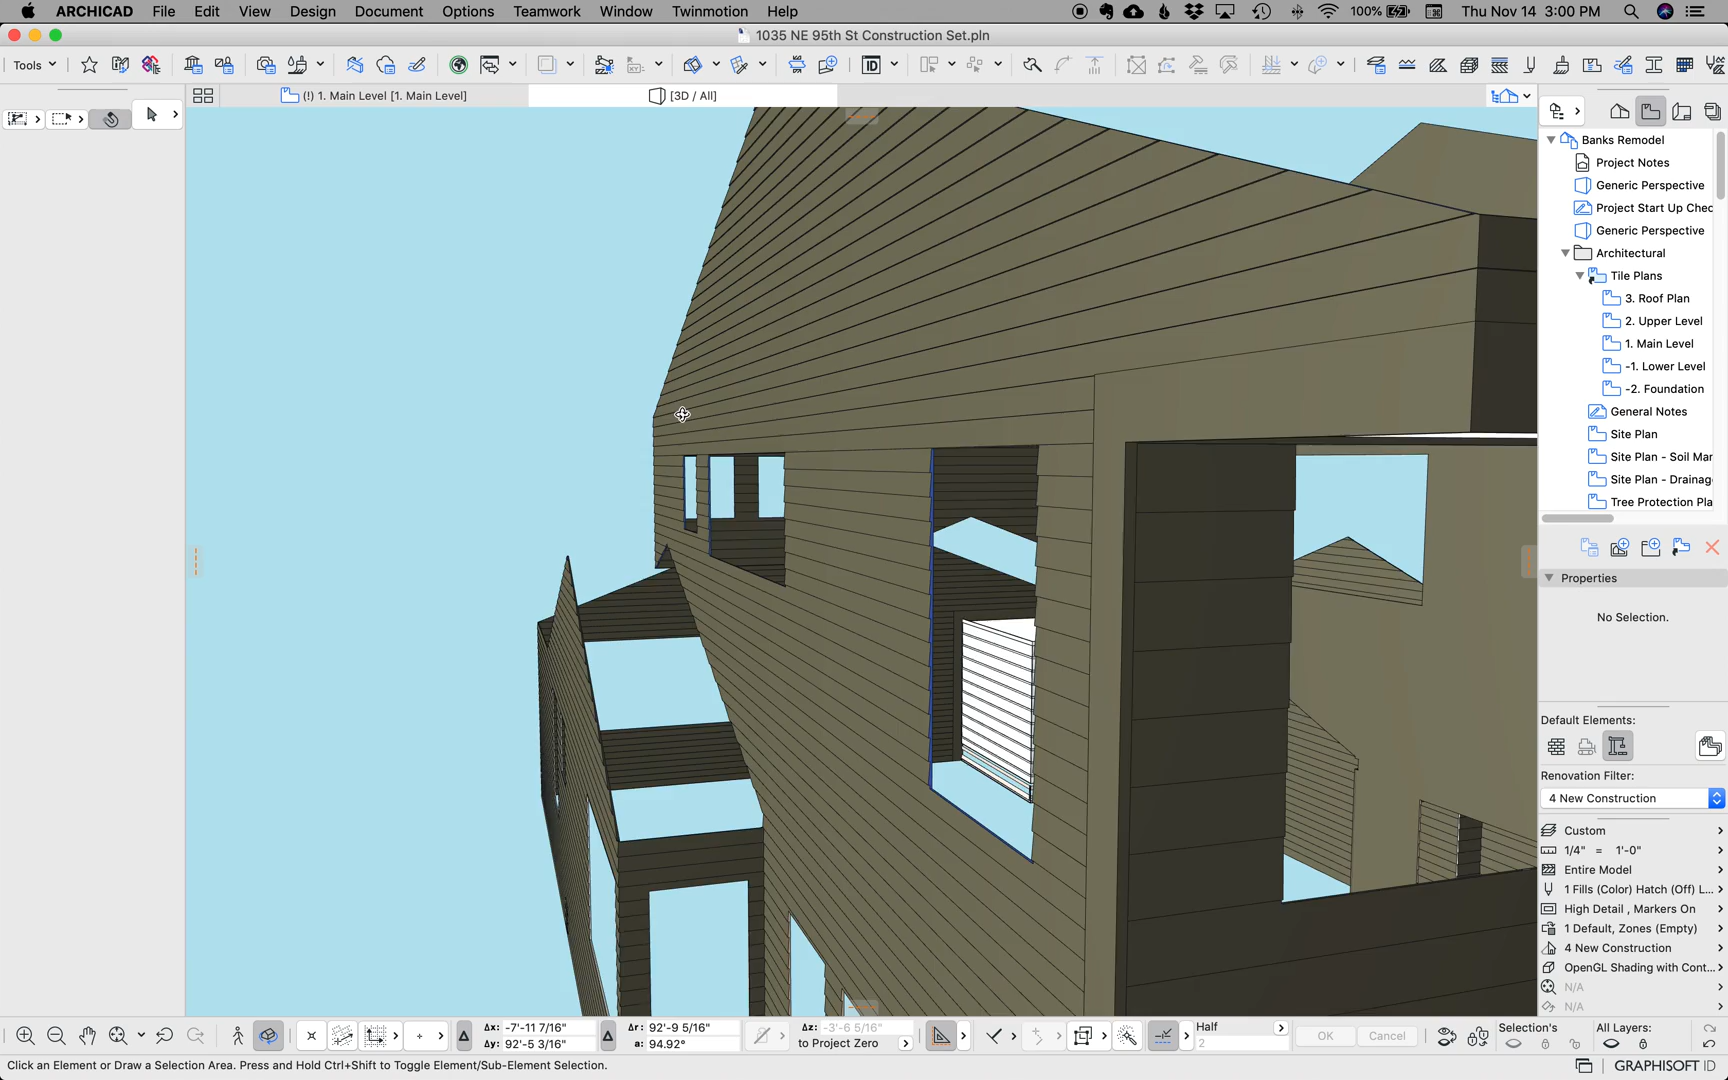 ARCHICAD File Edit View Design Document Options Teamwork Window Twinmotion Help 100% Thu Nov 14 3:00 PM
1035 NE 95th St Construction Set.pln
Tools
ID
(!) 1. Main Level [1. Main Level]
[3D / All]
Banks Remodel
Project Notes
Generic Perspective
Project Start Up Chec
Generic Perspective
Architectural
Tile Plans
3. Roof Plan
2. Upper Level
1. Main Level
-1. Lower Level
-2. Foundation
General Notes
Site Plan
Site Plan - Soil Mar
Site Plan - Drainag
Tree Protection Pla
Properties
No Selection.
Default Elements:
Renovation Filter:
4 New Construction
Custom
1/4" = 1'-0"
Entire Model
1 Fills (Color) Hatch (Off) L...
High Detail , Markers On
1 Default, Zones (Empty)
4 New Construction
OpenGL Shading with Cont...
N/A
N/A
Δx: -7'-11 7/16"
Δy: 92'-5 3/16"
Δr: 92'-9 5/16"
a: 94.92°
Δz: -3'-6 5/16"
to Project Zero
Half
2
OK
Cancel
Selection's
All Layers:
Click an Element or Draw a Selection Area. Press and Hold Ctrl+Shift to Toggle Element/Sub-Element Selection.
GRAPHISOFT ID